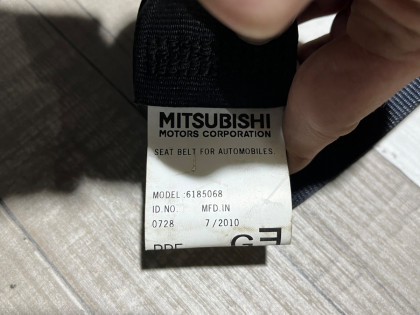 MITSUBISHI
MOTORS CORPORATION
SEAT BELT FOR AUTOMOBILES
MODEL :6185068
ID.NO. MFD.IN
0728 7/2010